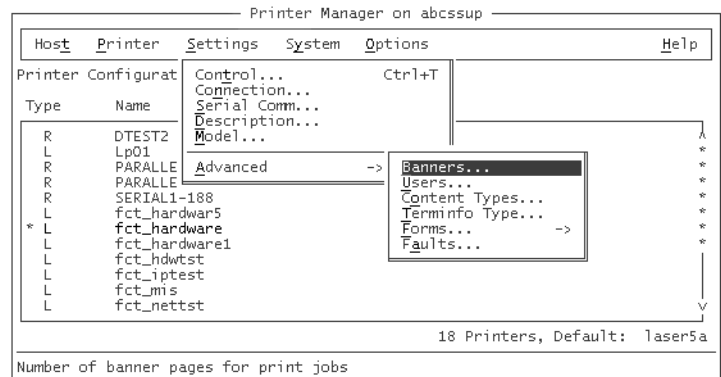 Printer Manager on abcssup
Host Printer Settings System Options Help
Printer Configurat
Control... Ctrl+T
Connection...
Serial Comm...
Description...
Model...
Advanced ->
Banners...
Users...
Content Types...
Terminfo Type...
Forms... ->
Faults...
Type Name
R DTEST2
L Lp01
R PARALLE
R PARALLE
R SERIAL1-188
L fct_hardwar5
* L fct_hardware
L fct_hardware1
L fct_hdwtst
L fct_iptest
L fct_mis
L fct_nettst
18 Printers, Default: laser5a
Number of banner pages for print jobs